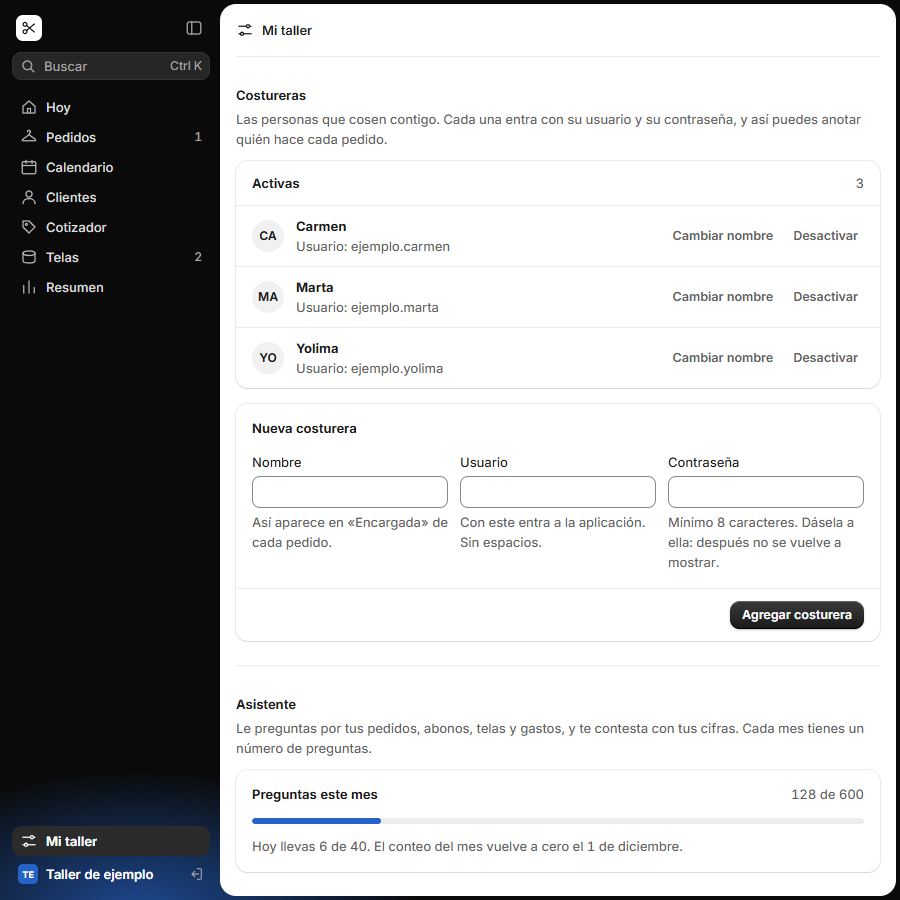 Buscar Ctrl K
Hoy
Pedidos 1
Calendario
Clientes
Cotizador
Telas 2
Resumen
Mi taller
TE Taller de ejemplo
Mi taller
Costureras
Las personas que cosen contigo. Cada una entra con su usuario y su contraseña, y así puedes anotar
quién hace cada pedido.
Activas 3
CA Carmen
Usuario: ejemplo.carmen
Cambiar nombre Desactivar
MA Marta
Usuario: ejemplo.marta
Cambiar nombre Desactivar
YO Yolima
Usuario: ejemplo.yolima
Cambiar nombre Desactivar
Nueva costurera
Nombre
Así aparece en «Encargada» de
cada pedido.
Usuario
Con este entra a la aplicación.
Sin espacios.
Contraseña
Mínimo 8 caracteres. Dásela a
ella: después no se vuelve a
mostrar.
Agregar costurera
Asistente
Le preguntas por tus pedidos, abonos, telas y gastos, y te contesta con tus cifras. Cada mes tienes un
número de preguntas.
Preguntas este mes 128 de 600
Hoy llevas 6 de 40. El conteo del mes vuelve a cero el 1 de diciembre.